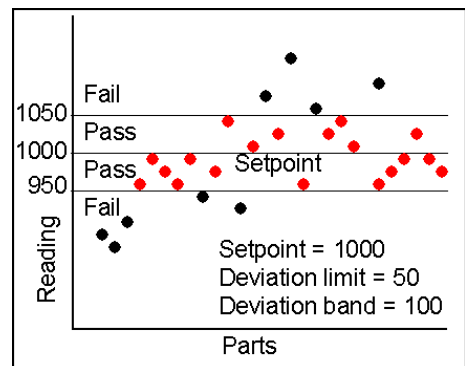 Fail
1050
Pass
1000
Setpoint
Pass
950
Fail
Reading
Setpoint = 1000
Deviation limit = 50
Deviation band = 100
Parts